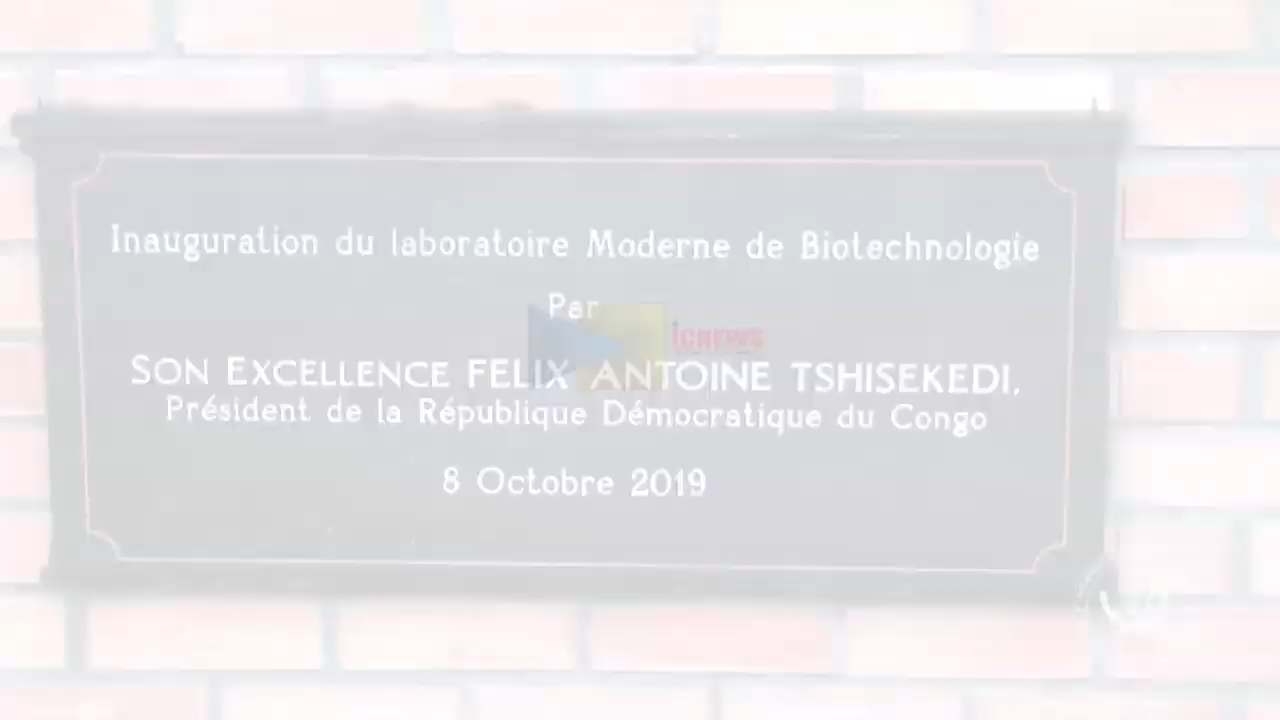 Inauguration du laboratoire Moderne de Biotechnologie
Par
icnews
SON EXCELLENCE FELIX ANTOINE TSHISEKEDI,
Président de la République Démocratique du Congo
8 Octobre 2019